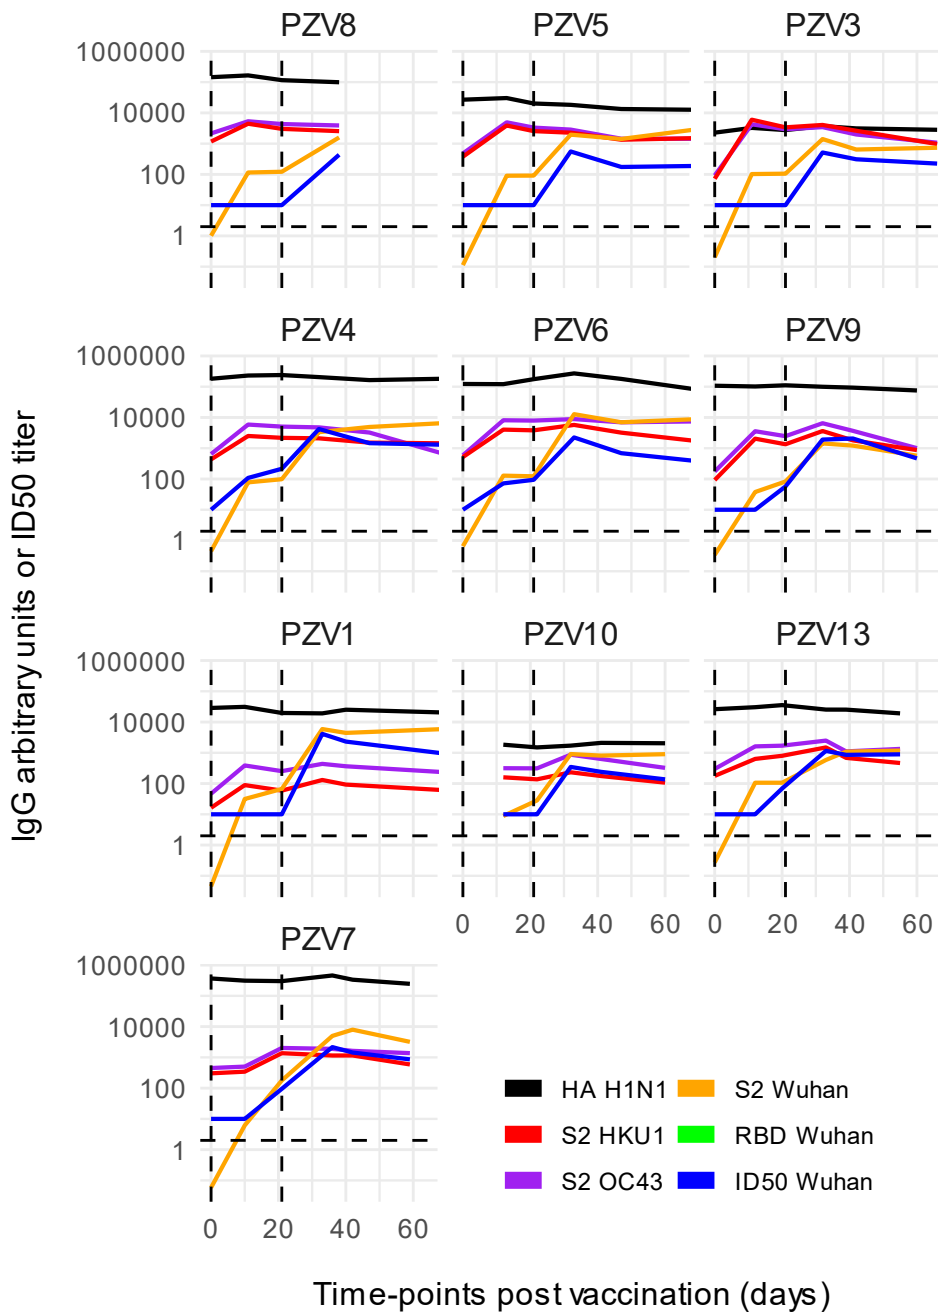 PZV8 PZV5 PZV3
1000000
10000
100
1
PZV4 PZV6 PZV9
1000000
10000
100
1
IgG arbitrary units or ID50 titer
PZV1 PZV10 PZV13
1000000
10000
100
1
0 20 40 60 0 20 40 60
PZV7
1000000
10000
100
1
0 20 40 60
HA H1N1 S2 Wuhan
S2 HKU1 RBD Wuhan
S2 OC43 ID50 Wuhan
Time-points post vaccination (days)